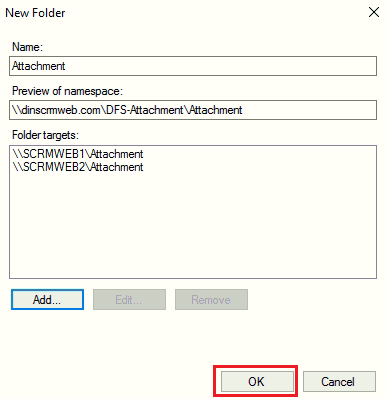 New Folder
Name:
Attachment
Preview of namespace:
\\dinscrmweb.com\DFS-Attachment\Attachment
Folder targets:
\\SCRMWEB1\Attachment
\\SCRMWEB2\Attachment
Add... Edit... Remove
OK Cancel